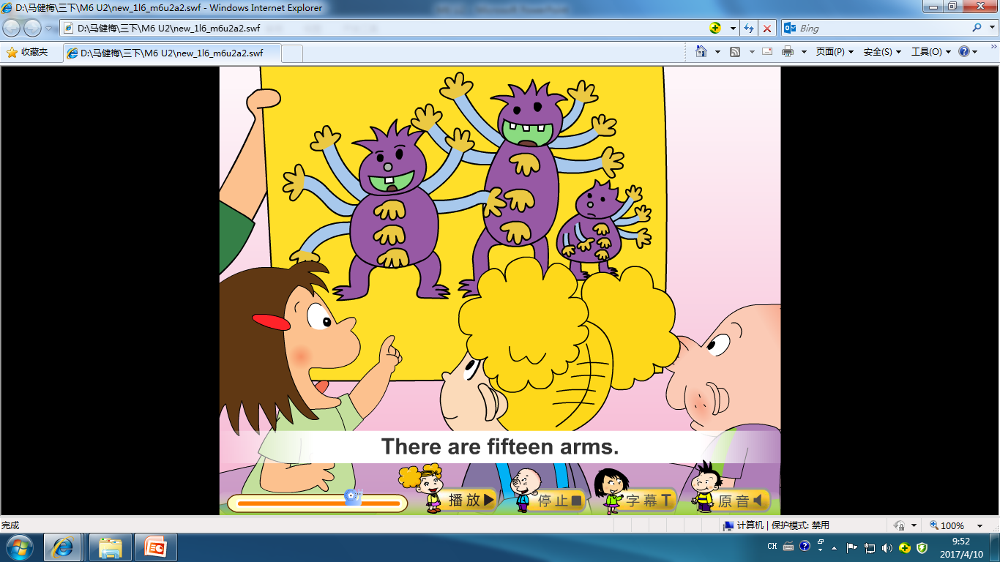 D:\马健梅\三下\M6 U2\new_1l6_m6u2a2.swf - Windows Internet Explorer
D:\马健梅\三下\M6 U2\new_1l6_m6u2a2.swf
Bing
收藏夹
D:\马健梅\三下\M6 U2\new_1l6_m6u2a2.swf
页面(P)
安全(S)
工具(O)
There are fifteen arms.
播放
停止
字幕T
原音
完成
计算机 | 保护模式: 禁用
100%
CH
9:52
2017/4/10